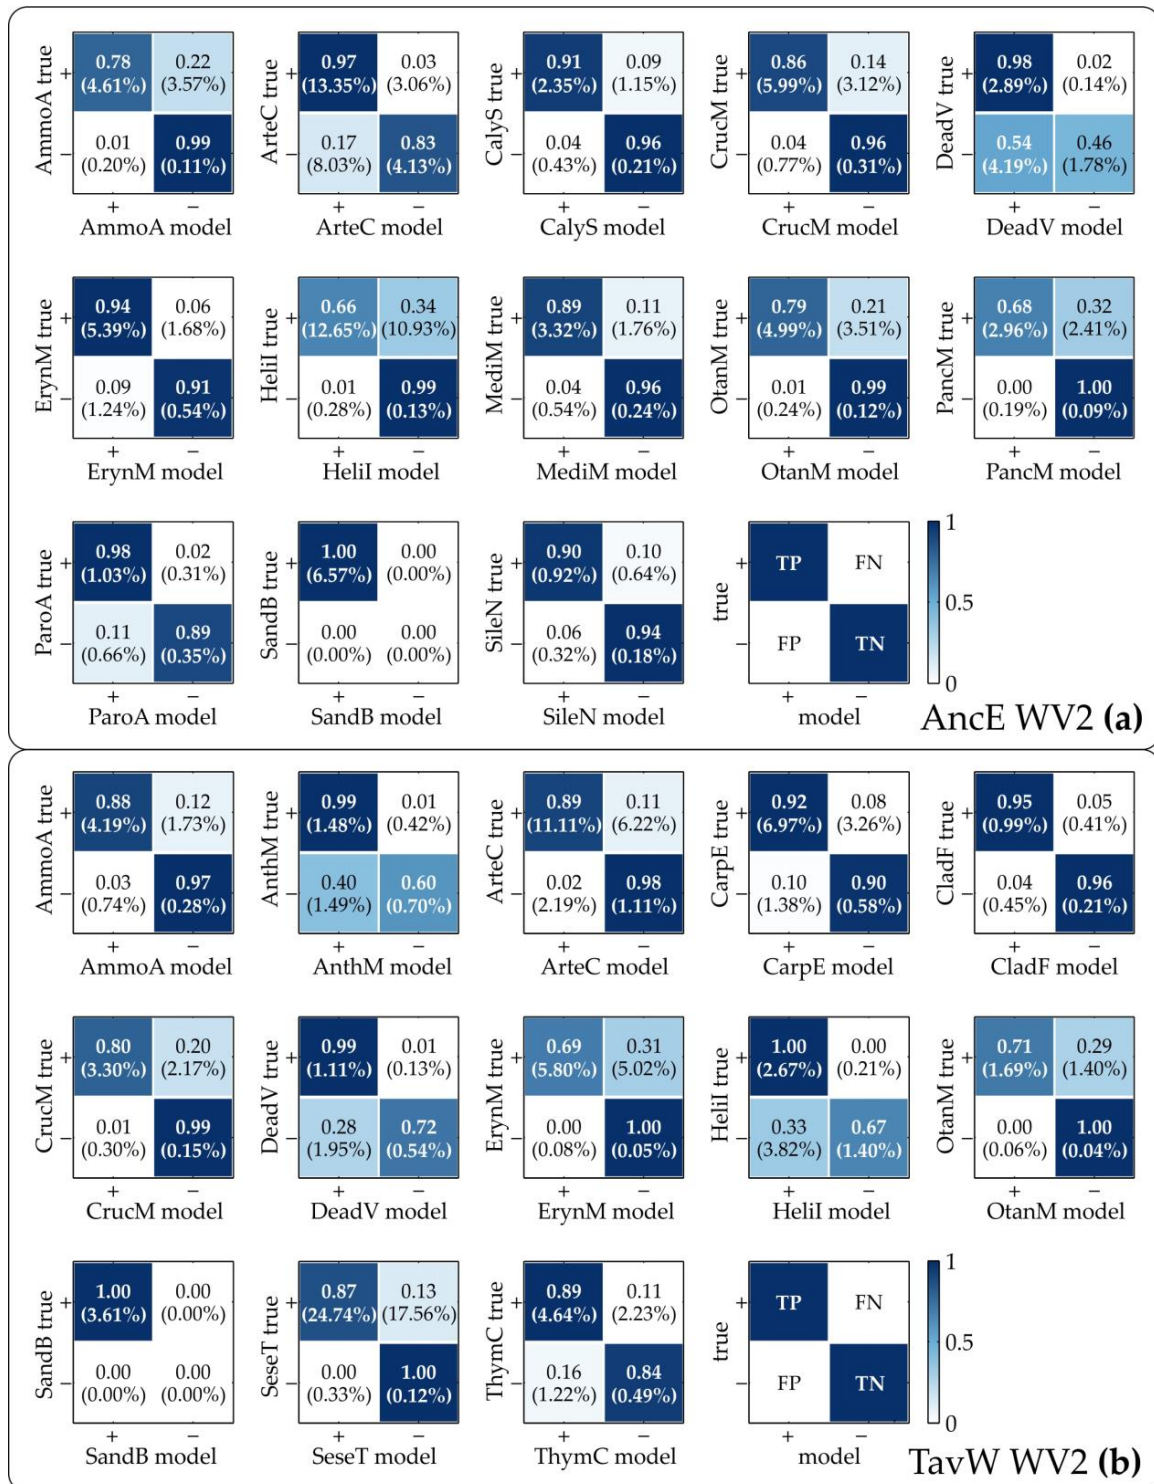 AmmoA true
+
−
0.78 (4.61%)
0.22 (3.57%)
0.01 (0.20%)
0.99 (0.11%)
+ −
AmmoA model
ArteC true
+
−
0.97 (13.35%)
0.03 (3.06%)
0.17 (8.03%)
0.83 (4.13%)
+ −
ArteC model
CalyS true
+
−
0.91 (2.35%)
0.09 (1.15%)
0.04 (0.43%)
0.96 (0.21%)
+ −
CalyS model
CrucM true
+
−
0.86 (5.99%)
0.14 (3.12%)
0.04 (0.77%)
0.96 (0.31%)
+ −
CrucM model
DeadV true
+
−
0.98 (2.89%)
0.02 (0.14%)
0.54 (4.19%)
0.46 (1.78%)
+ −
DeadV model
ErynM true
+
−
0.94 (5.39%)
0.06 (1.68%)
0.09 (1.24%)
0.91 (0.54%)
+ −
ErynM model
HeliI true
+
−
0.66 (12.65%)
0.34 (10.93%)
0.01 (0.28%)
0.99 (0.13%)
+ −
HeliI model
MediM true
+
−
0.89 (3.32%)
0.11 (1.76%)
0.04 (0.54%)
0.96 (0.24%)
+ −
MediM model
OtanM true
+
−
0.79 (4.99%)
0.21 (3.51%)
0.01 (0.24%)
0.99 (0.12%)
+ −
OtanM model
PancM true
+
−
0.68 (2.96%)
0.32 (2.41%)
0.00 (0.19%)
1.00 (0.09%)
+ −
PancM model
ParoA true
+
−
0.98 (1.03%)
0.02 (0.31%)
0.11 (0.66%)
0.89 (0.35%)
+ −
ParoA model
SandB true
+
−
1.00 (6.57%)
0.00 (0.00%)
0.00 (0.00%)
0.00 (0.00%)
+ −
SandB model
SileN true
+
−
0.90 (0.92%)
0.10 (0.64%)
0.06 (0.32%)
0.94 (0.18%)
+ −
SileN model
true
+
−
TP
FN
FP
TN
+ −
model
1
0.5
0
AncE WV2 (a)
AmmoA true
+
−
0.88 (4.19%)
0.12 (1.73%)
0.03 (0.74%)
0.97 (0.28%)
+ −
AmmoA model
AnthM true
+
−
0.99 (1.48%)
0.01 (0.42%)
0.40 (1.49%)
0.60 (0.70%)
+ −
AnthM model
ArteC true
+
−
0.89 (11.11%)
0.11 (6.22%)
0.02 (2.19%)
0.98 (1.11%)
+ −
ArteC model
CarpE true
+
−
0.92 (6.97%)
0.08 (3.26%)
0.10 (1.38%)
0.90 (0.58%)
+ −
CarpE model
CladF true
+
−
0.95 (0.99%)
0.05 (0.41%)
0.04 (0.45%)
0.96 (0.21%)
+ −
CladF model
CrucM true
+
−
0.80 (3.30%)
0.20 (2.17%)
0.01 (0.30%)
0.99 (0.15%)
+ −
CrucM model
DeadV true
+
−
0.99 (1.11%)
0.01 (0.13%)
0.28 (1.95%)
0.72 (0.54%)
+ −
DeadV model
ErynM true
+
−
0.69 (5.80%)
0.31 (5.02%)
0.00 (0.08%)
1.00 (0.05%)
+ −
ErynM model
HeliI true
+
−
1.00 (2.67%)
0.00 (0.21%)
0.33 (3.82%)
0.67 (1.40%)
+ −
HeliI model
OtanM true
+
−
0.71 (1.69%)
0.29 (1.40%)
0.00 (0.06%)
1.00 (0.04%)
+ −
OtanM model
SandB true
+
−
1.00 (3.61%)
0.00 (0.00%)
0.00 (0.00%)
0.00 (0.00%)
+ −
SandB model
SeseT true
+
−
0.87 (24.74%)
0.13 (17.56%)
0.00 (0.33%)
1.00 (0.12%)
+ −
SeseT model
ThymC true
+
−
0.89 (4.64%)
0.11 (2.23%)
0.16 (1.22%)
0.84 (0.49%)
+ −
ThymC model
true
+
−
TP
FN
FP
TN
+ −
model
1
0.5
0
TavW WV2 (b)